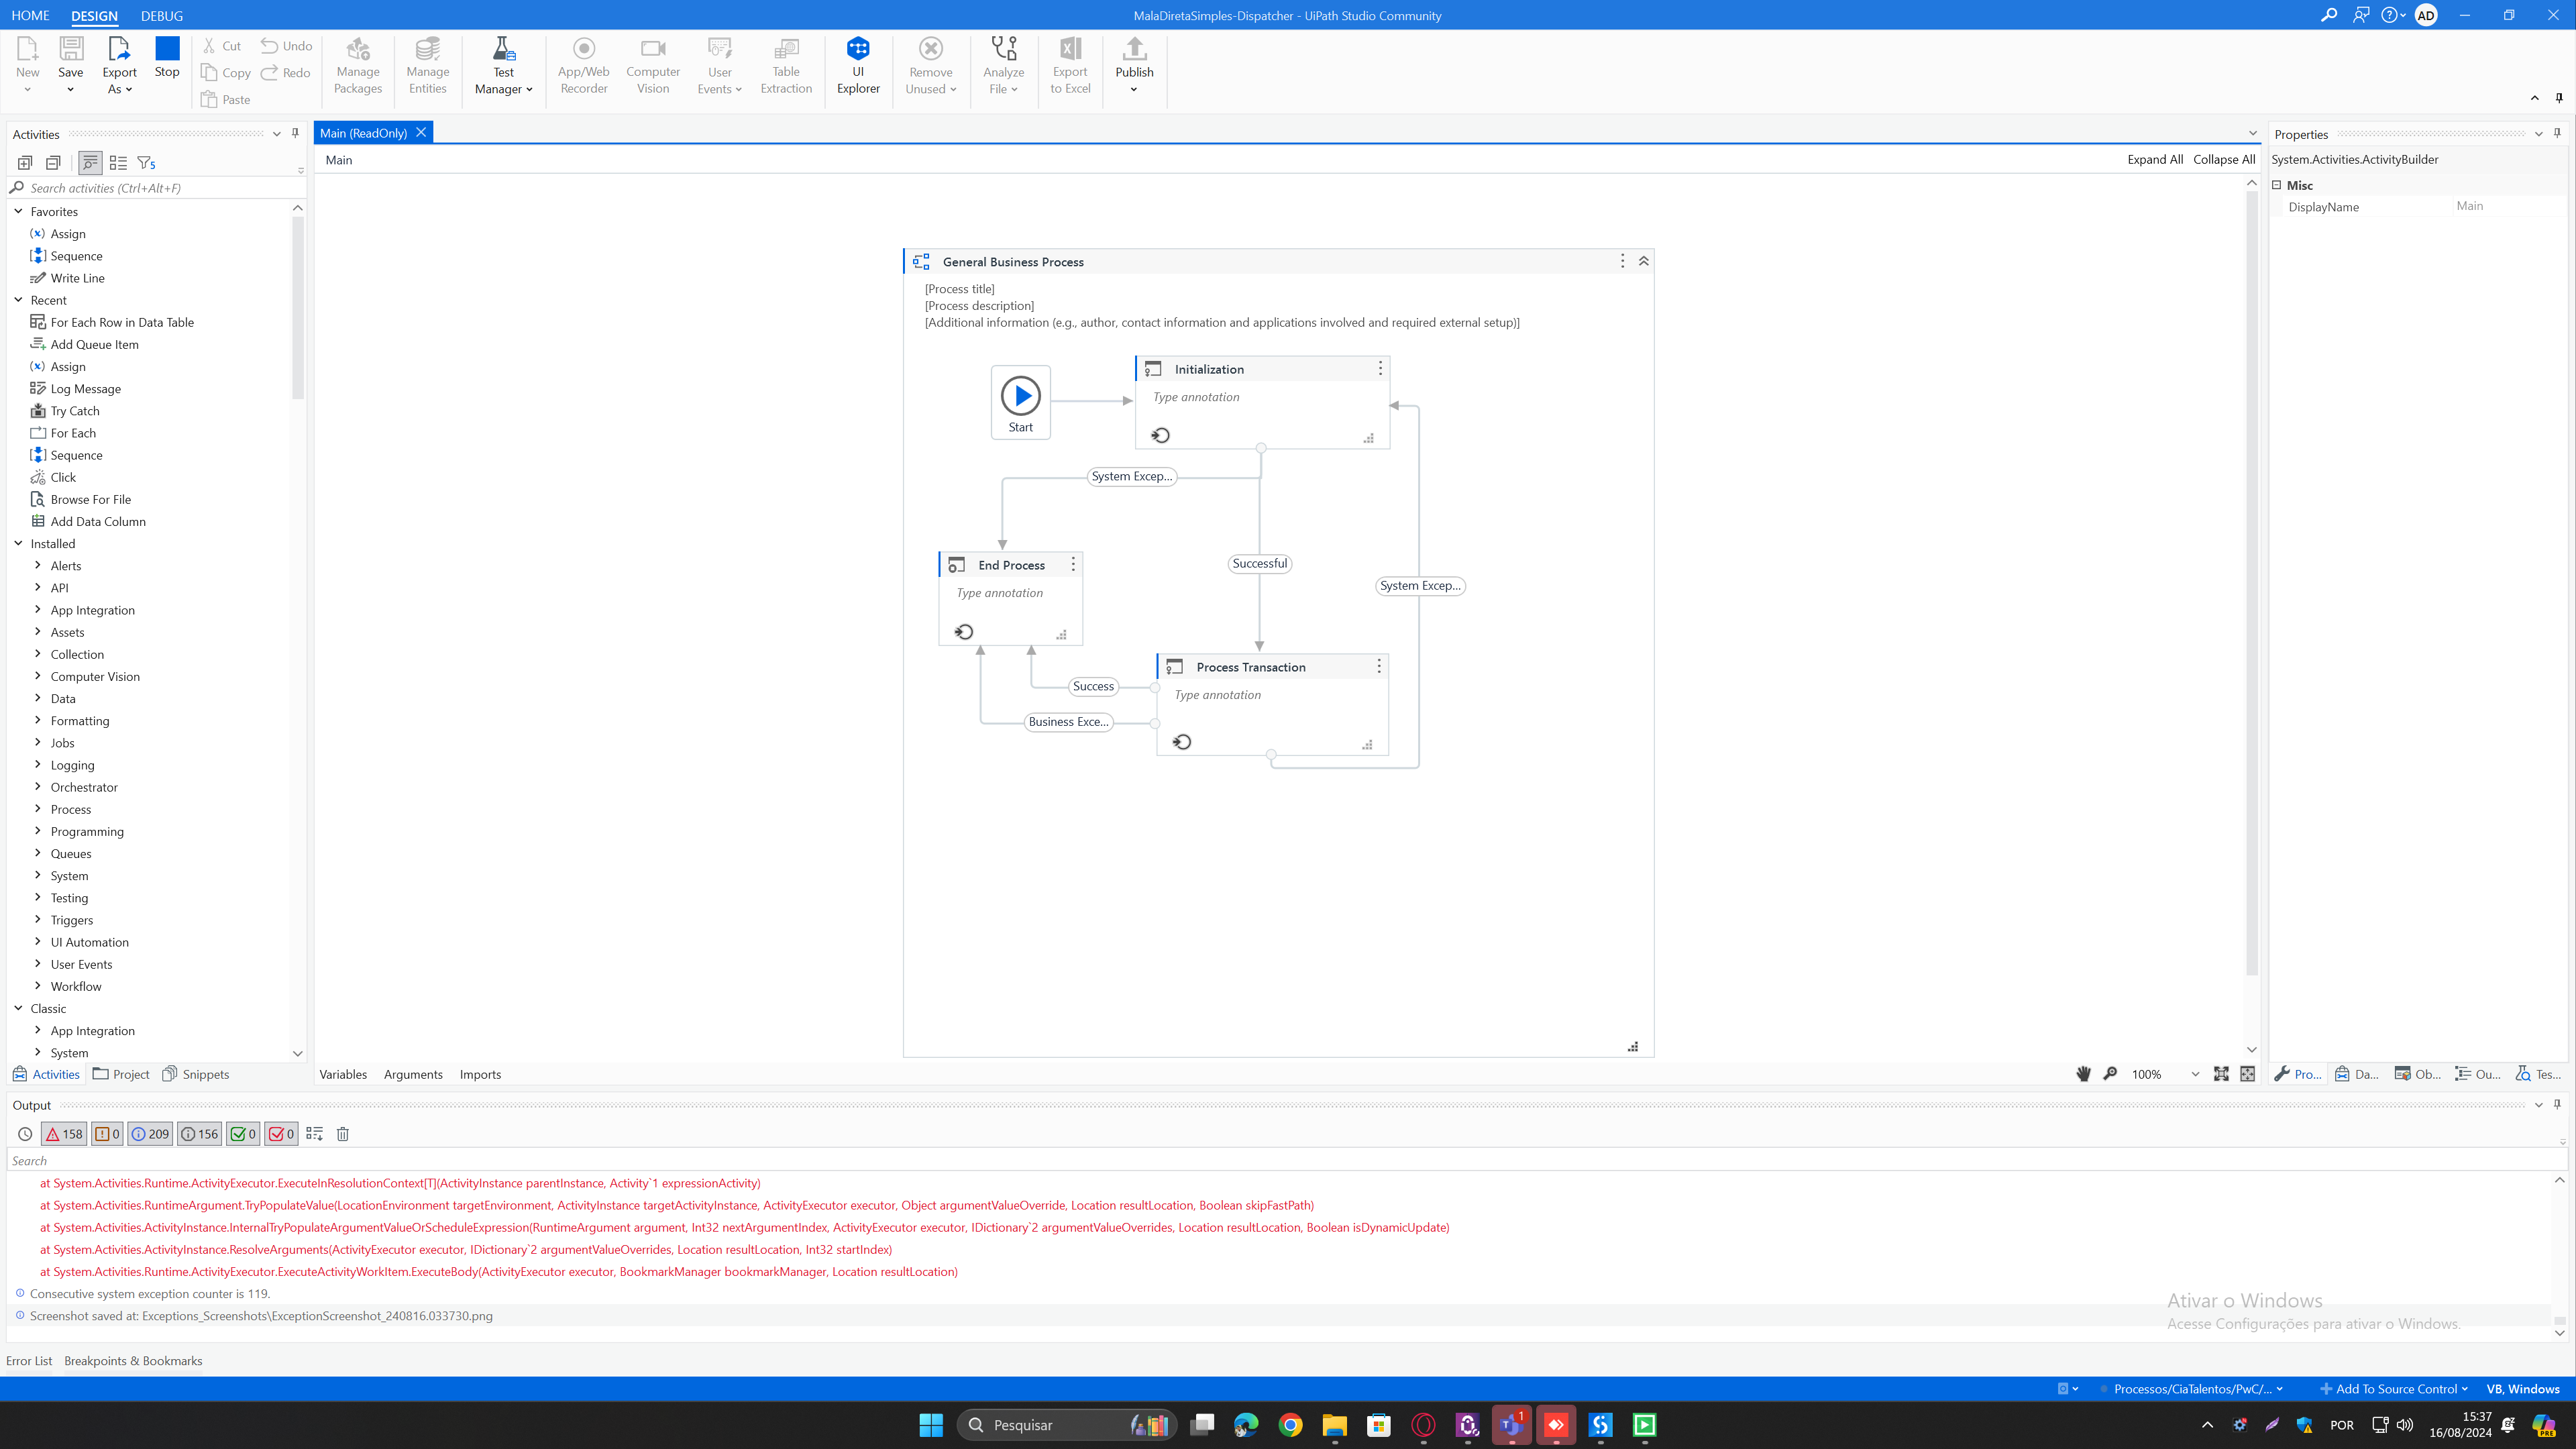 HOME DESIGN DEBUG
MalaDiretaSimples-Dispatcher - UiPath Studio Community
AD
New
Save
Export
As
Stop
Cut
Copy
Paste
Undo
Redo
Manage
Packages
Manage
Entities
Test
Manager
App/Web
Recorder
Computer
Vision
User
Events
Table
Extraction
UI
Explorer
Remove
Unused
Analyze
File
Export
to Excel
Publish
Activities
5
Search activities (Ctrl+Alt+F)
Favorites
Assign
Sequence
Write Line
Recent
For Each Row in Data Table
Add Queue Item
Assign
Log Message
Try Catch
For Each
Sequence
Click
Browse For File
Add Data Column
Installed
Alerts
API
App Integration
Assets
Collection
Computer Vision
Data
Formatting
Jobs
Logging
Orchestrator
Process
Programming
Queues
System
Testing
Triggers
UI Automation
User Events
Workflow
Classic
App Integration
System
Activities Project Snippets
Main (ReadOnly)
Main
Expand All Collapse All
General Business Process
[Process title]
[Process description]
[Additional information (e.g., author, contact information and applications involved and required external setup)]
Start
Initialization
Type annotation
System Excep...
Successful
System Excep...
End Process
Type annotation
Success
Business Exce...
Process Transaction
Type annotation
Variables Arguments Imports
100%
Properties
System.Activities.ActivityBuilder
Misc
DisplayName Main
Pro... Da... Ob... Ou... Tes...
Output
158 0 209 156 0 0
Search
at System.Activities.Runtime.ActivityExecutor.ExecuteInResolutionContext[T](ActivityInstance parentInstance, Activity`1 expressionActivity)
at System.Activities.RuntimeArgument.TryPopulateValue(LocationEnvironment targetEnvironment, ActivityInstance targetActivityInstance, ActivityExecutor executor, Object argumentValueOverride, Location resultLocation, Boolean skipFastPath)
at System.Activities.ActivityInstance.InternalTryPopulateArgumentValueOrScheduleExpression(RuntimeArgument argument, Int32 nextArgumentIndex, ActivityExecutor executor, IDictionary`2 argumentValueOverrides, Location resultLocation, Boolean isDynamicUpdate)
at System.Activities.ActivityInstance.ResolveArguments(ActivityExecutor executor, IDictionary`2 argumentValueOverrides, Location resultLocation, Int32 startIndex)
at System.Activities.Runtime.ActivityExecutor.ExecuteActivityWorkItem.ExecuteBody(ActivityExecutor executor, BookmarkManager bookmarkManager, Location resultLocation)
Consecutive system exception counter is 119.
Screenshot saved at: Exceptions_Screenshots\ExceptionScreenshot_240816.033730.png
Ativar o Windows
Acesse Configurações para ativar o Windows.
Error List Breakpoints & Bookmarks
Processos/CiaTalentos/PwC/... Add To Source Control VB, Windows
Pesquisar
1
POR
15:37
16/08/2024
PRE